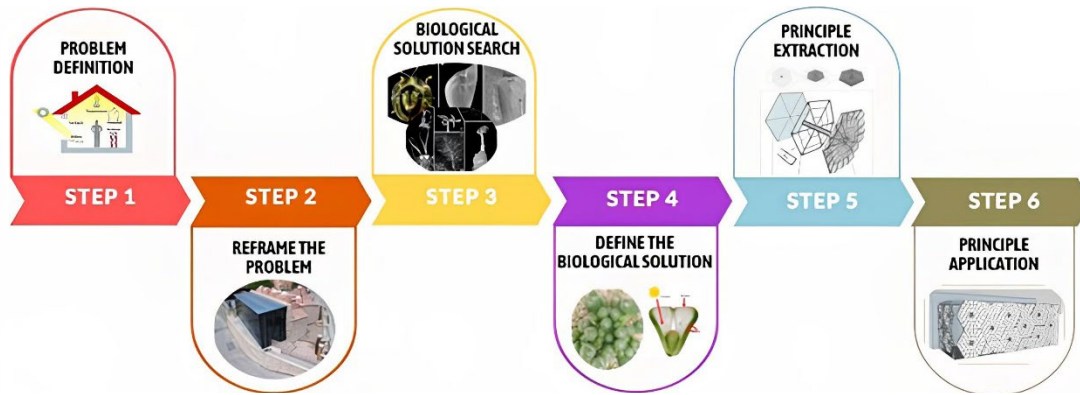 PROBLEM
DEFINITION
STEP 1
STEP 2
REFRAME THE
PROBLEM
BIOLOGICAL
SOLUTION SEARCH
STEP 3
STEP 4
DEFINE THE
BIOLOGICAL SOLUTION
PRINCIPLE
EXTRACTION
STEP 5
STEP 6
PRINCIPLE
APPLICATION